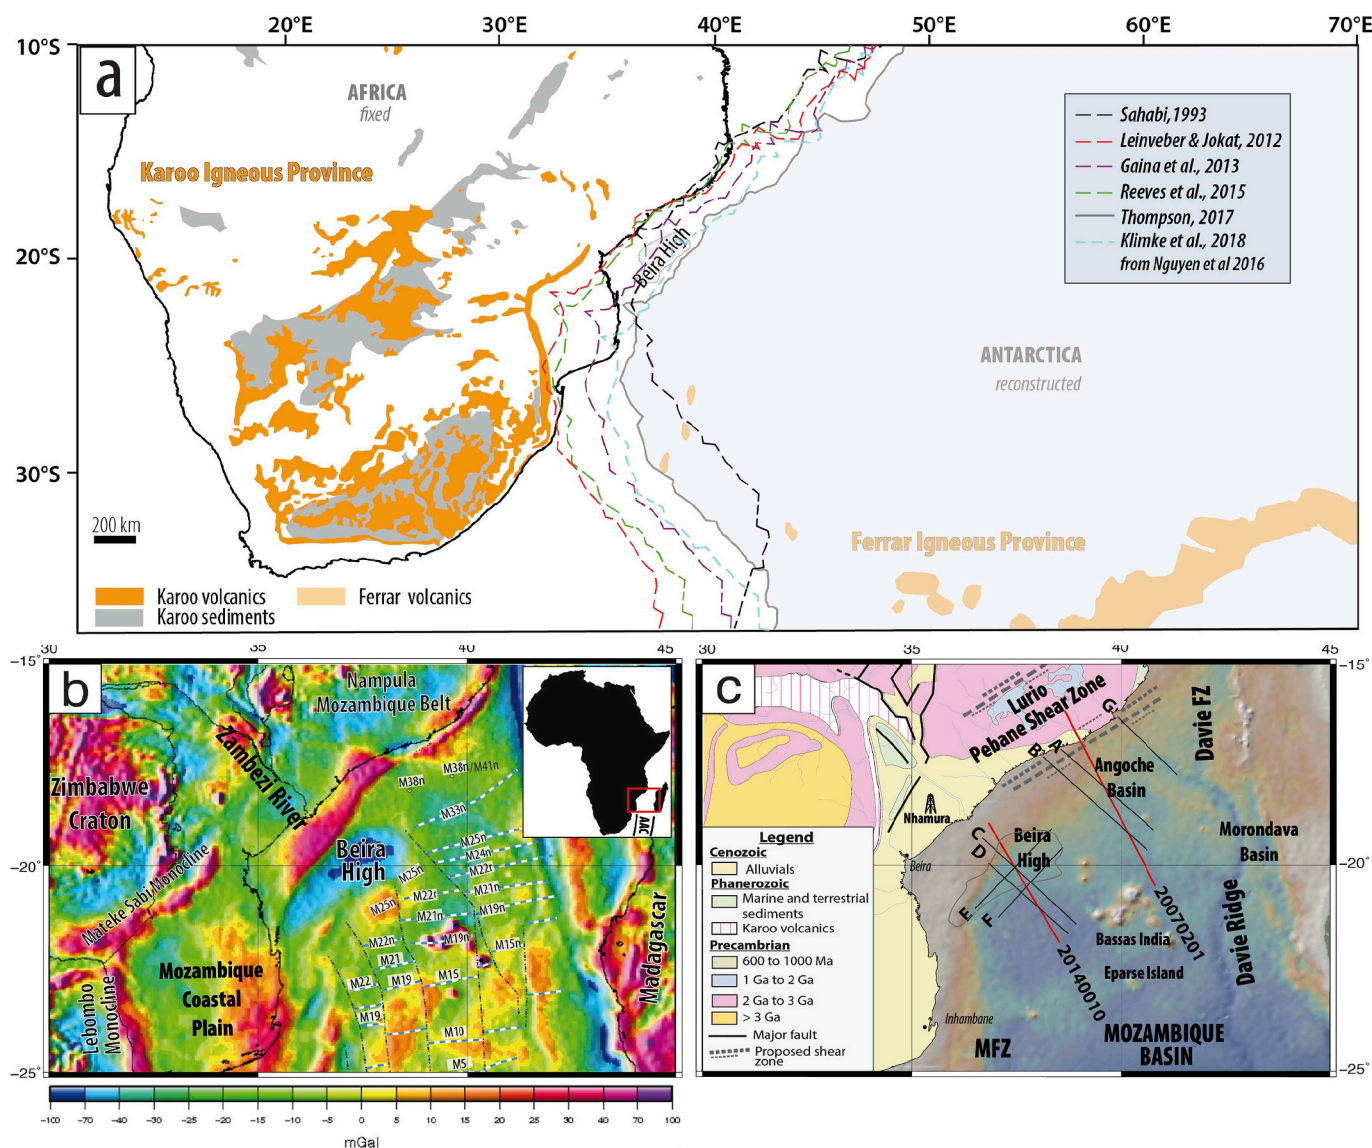 20°E 30°E 40°E 50°E 60°E 70°E
10°S
a
AFRICA
fixed
Karoo Igneous Province
Sahabi, 1993
Leinveber & Jokat, 2012
Gaina et al., 2013
Reeves et al., 2015
Thompson, 2017
Klimke et al., 2018
from Nguyen et al 2016
20°S
Beira High
ANTARCTICA
reconstructed
30°S
200 km
Ferrar Igneous Province
Karoo volcanics
Ferrar volcanics
Karoo sediments
30 35 40 45
−15°
b
Nampula
Mozambique Belt
Zambezi River
Zimbabwe
Craton
M38n
M38n/M41n
M33n
AAC
−20°
Beira
High
M25n
M24n
M22n
M25n
M21n
M22n
M19n
M25n
M21n
Mateke Sabi Monocline
M22n
M19n
M15n
M21
Mozambique
Coastal
Plain
M22
M19
M15
M19
M10
M5
Lebombo
Monocline
Madagascar
−25°
−100 −70 −40 −30 −20 −15 −10 −5 0 5 10 15 20 25 30 40 70 100
mGal
30 35 40 45
−15°
c
Lurio
Pebane Shear Zone
G
Davie FZ
B
A
Angoche
Basin
Nhamura
C
D
Beira
High
Beira
Morondava
Basin
−20°
E
F
20070201
Bassas India
Davie Ridge
Eparse Island
20140010
Inhambane
MFZ
MOZAMBIQUE
BASIN
−25°
Legend
Cenozoic
Alluvials
Phanerozoic
Marine and terrestrial
sediments
Karoo volcanics
Precambrian
600 to 1000 Ma
1 Ga to 2 Ga
2 Ga to 3 Ga
> 3 Ga
Major fault
Proposed shear
zone